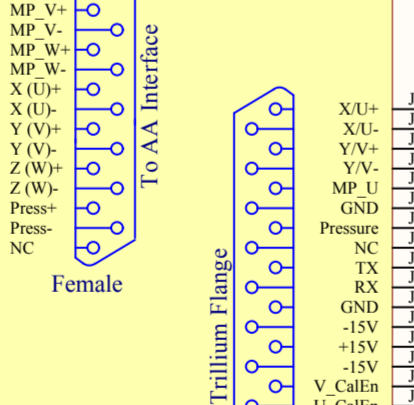 MP_V+
MP_V-
MP_W+
MP_W-
X (U)+
X (U)-
Y (V)+
Y (V)-
Z (W)+
Z (W)-
Press+
Press-
NC
To AA Interface
Female
Trillium Flange
X/U+
X/U-
Y/V+
Y/V-
MP_U
GND
Pressure
NC
TX
RX
GND
-15V
+15V
-15V
V_CalEn